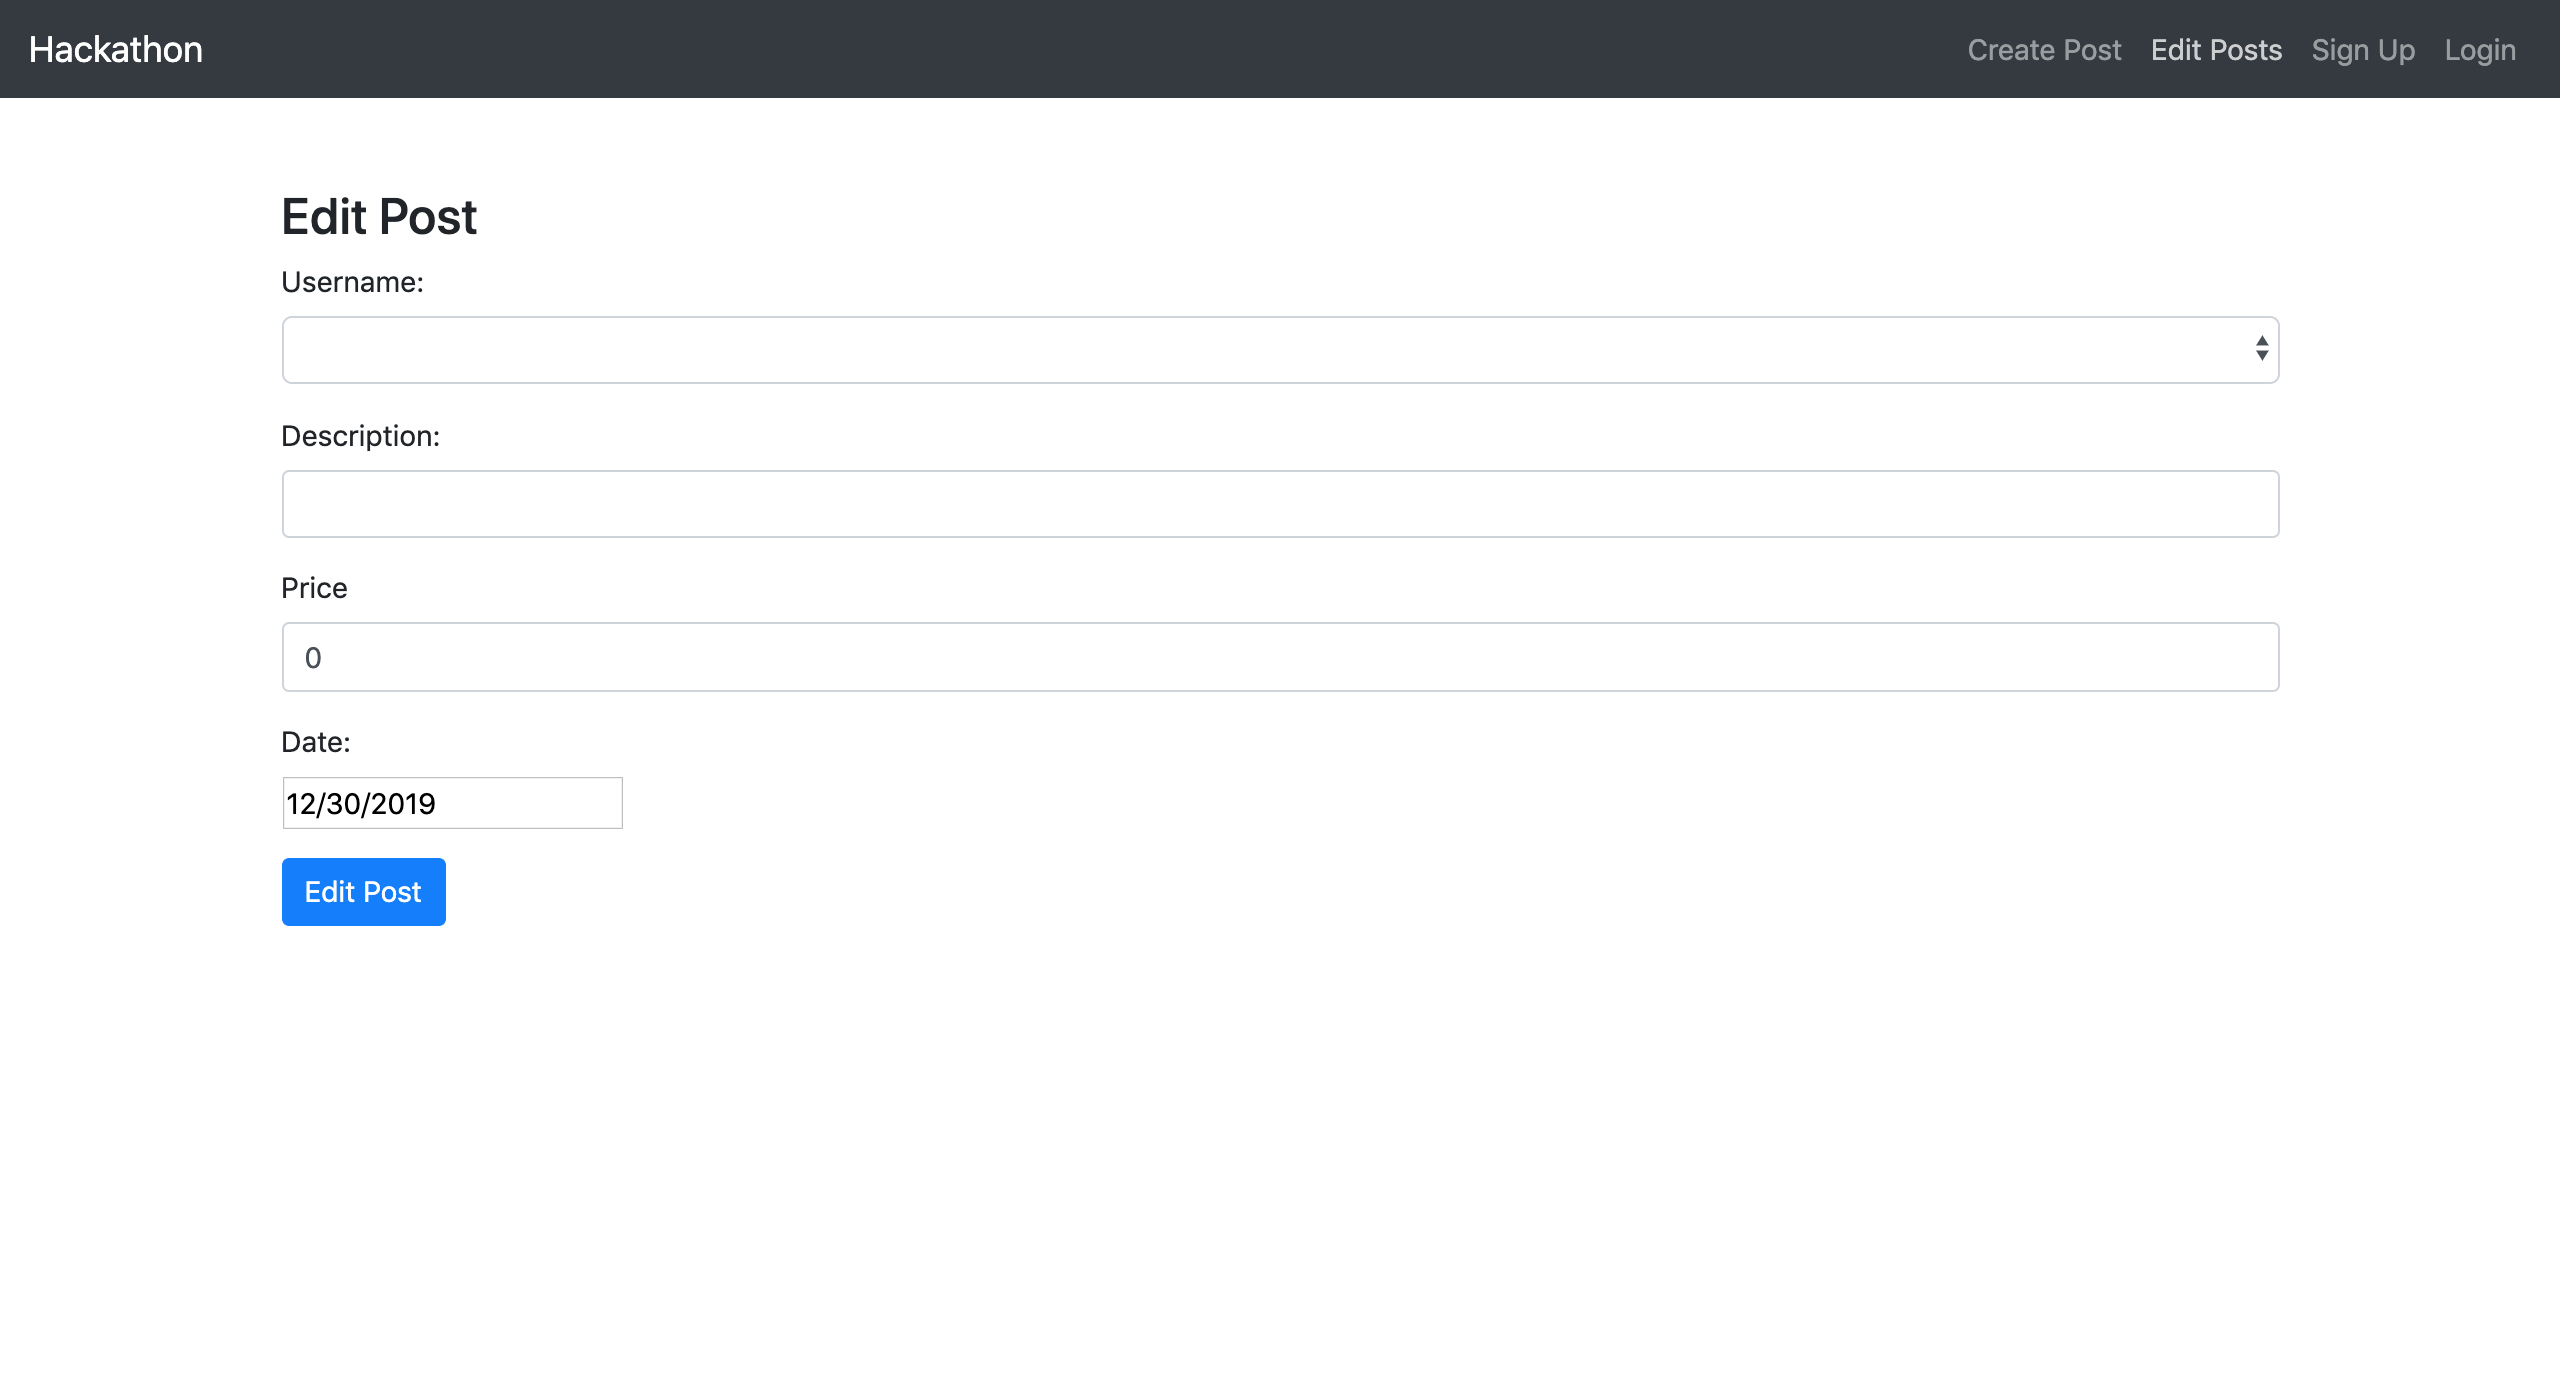 Hackathon
Create Post Edit Posts Sign Up Login
Edit Post
Username:
Description:
Price
0
Date:
12/30/2019
Edit Post